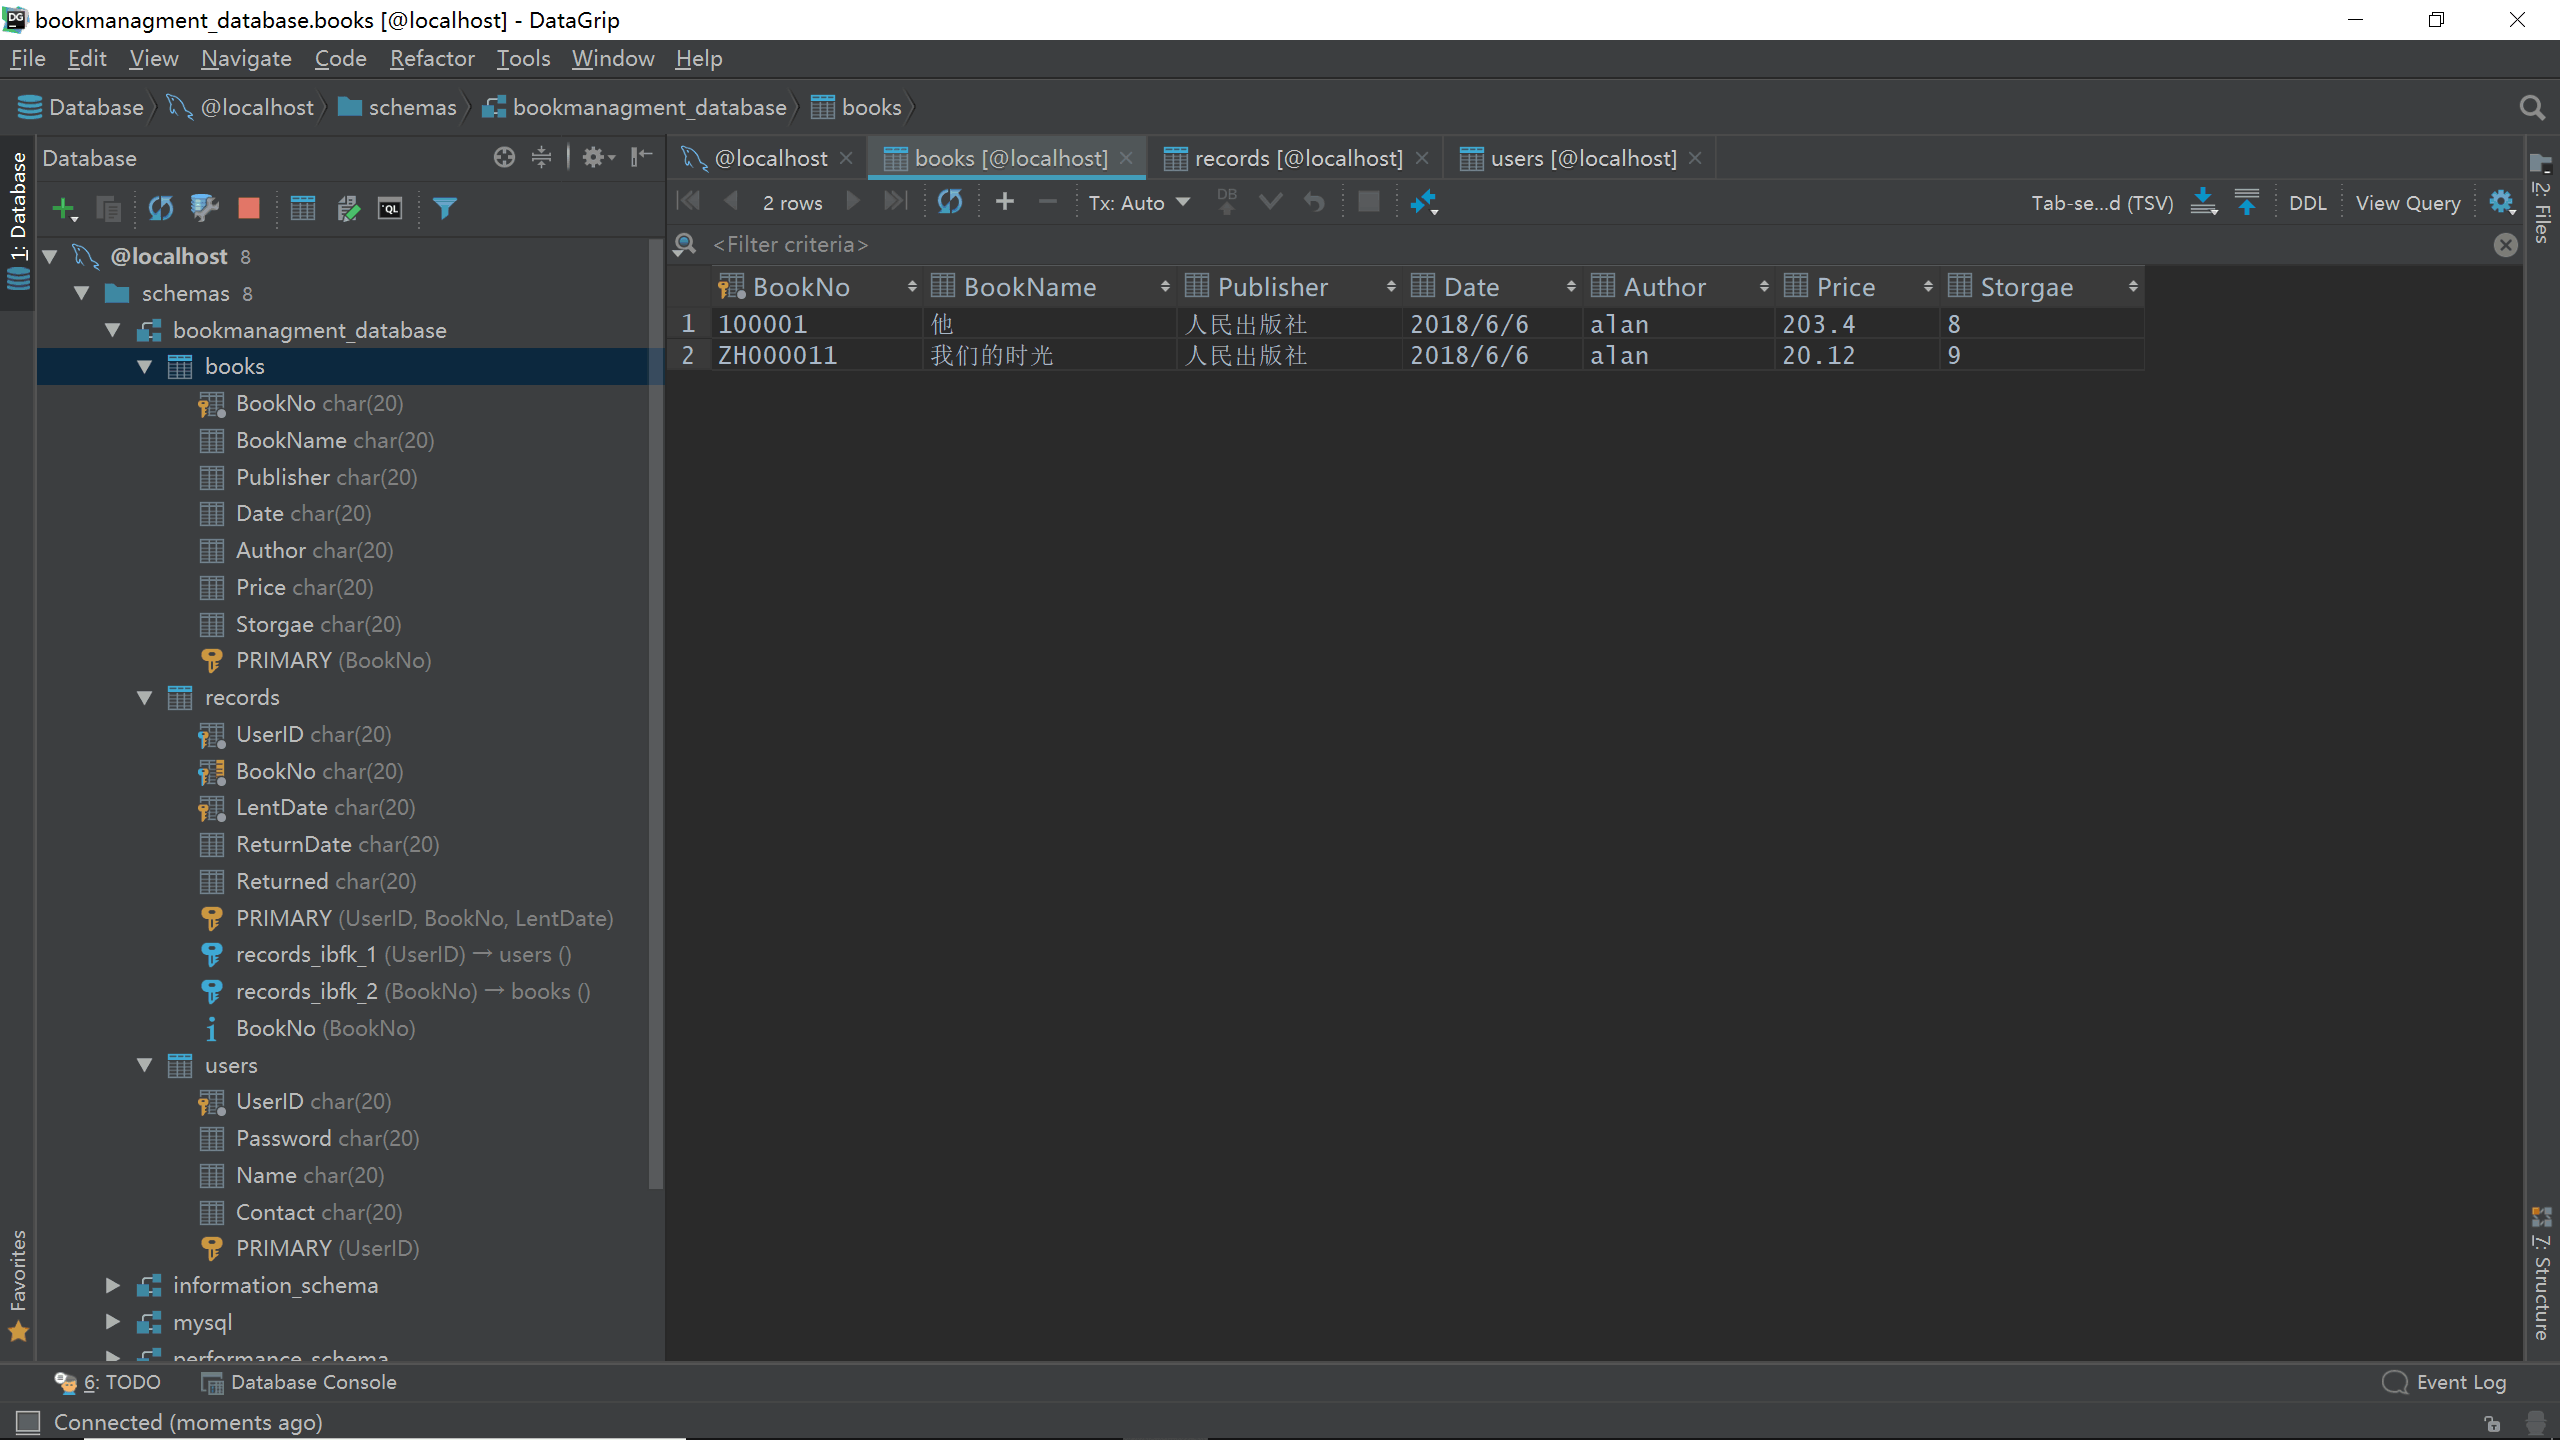 bookmanagment_database.books [@localhost] - DataGrip
File Edit View Navigate Code Refactor Tools Window Help
Database @localhost schemas bookmanagment_database books
1: Database
Favorites
Database
@localhost 8
schemas 8
bookmanagment_database
books
BookNo char(20)
BookName char(20)
Publisher char(20)
Date char(20)
Author char(20)
Price char(20)
Storgae char(20)
PRIMARY (BookNo)
records
UserID char(20)
BookNo char(20)
LentDate char(20)
ReturnDate char(20)
Returned char(20)
PRIMARY (UserID, BookNo, LentDate)
records_ibfk_1 (UserID) → users ()
records_ibfk_2 (BookNo) → books ()
BookNo (BookNo)
users
UserID char(20)
Password char(20)
Name char(20)
Contact char(20)
PRIMARY (UserID)
information_schema
mysql
performance_schema
@localhost books [@localhost] records [@localhost] users [@localhost]
2 rows Tx: Auto DB Tab-se...d (TSV) DDL View Query
<Filter criteria>
BookNo BookName Publisher Date Author Price Storgae
1 100001 他 人民出版社 2018/6/6 alan 203.4 8
2 ZH000011 我们的时光 人民出版社 2018/6/6 alan 20.12 9
2: Files
7: Structure
6: TODO Database Console Event Log
Connected (moments ago)